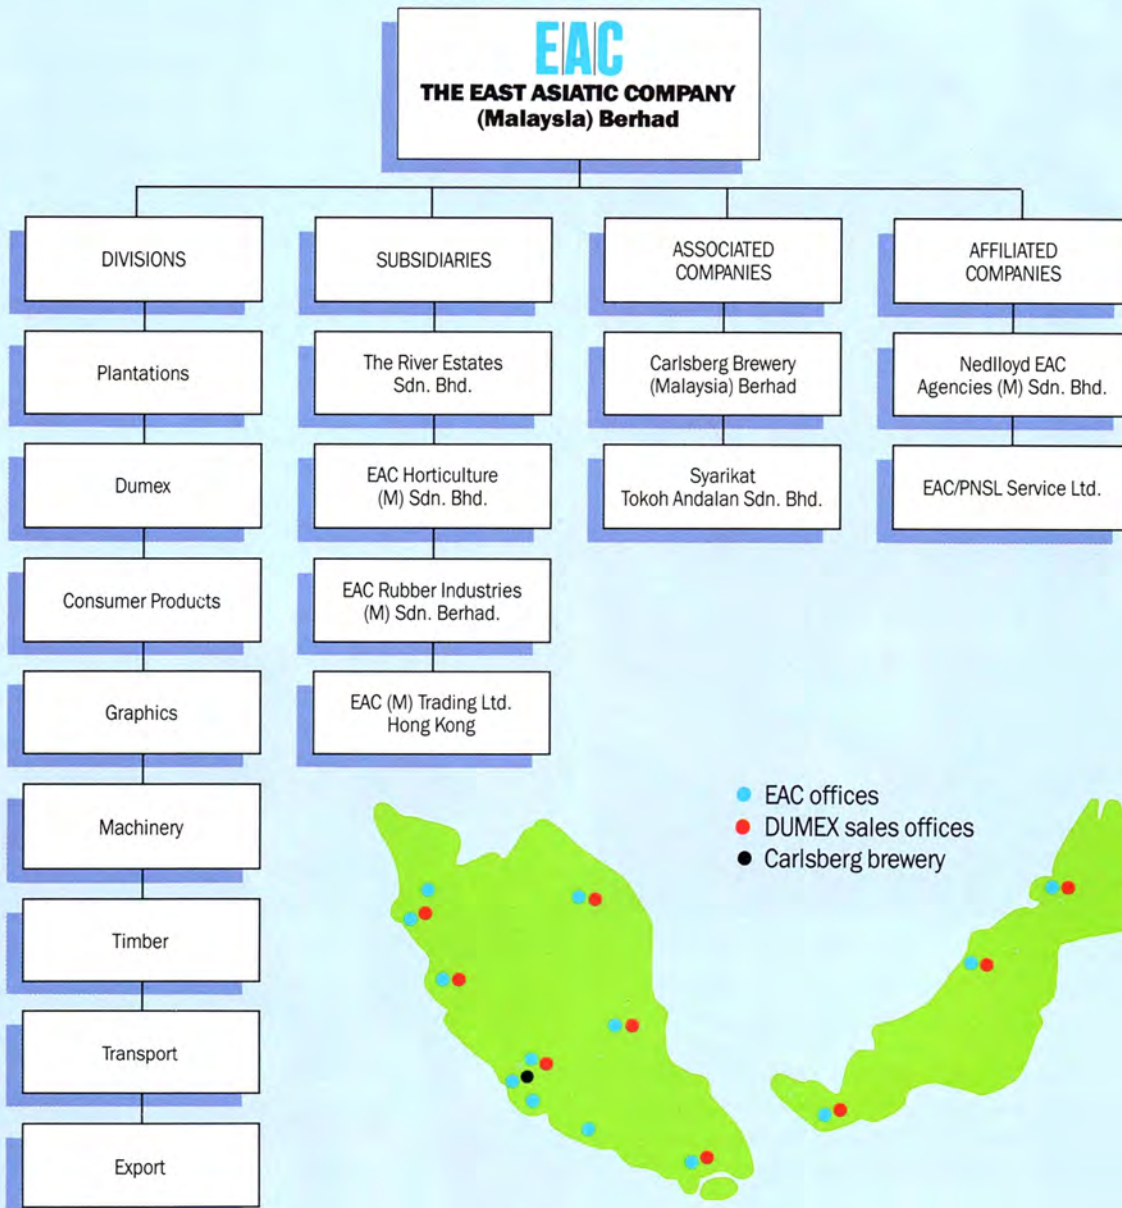 EAC
THE EAST ASIATIC COMPANY
(Malaysia) Berhad
DIVISIONS
Plantations
Dumex
Consumer Products
Graphics
Machinery
Timber
Transport
Export
SUBSIDIARIES
The River Estates
Sdn. Bhd.
EAC Horticulture
(M) Sdn. Bhd.
EAC Rubber Industries
(M) Sdn. Berhad.
EAC (M) Trading Ltd.
Hong Kong
ASSOCIATED
COMPANIES
Carlsberg Brewery
(Malaysia) Berhad
Syarikat
Tokoh Andalan Sdn. Bhd.
AFFILIATED
COMPANIES
Nedlloyd EAC
Agencies (M) Sdn. Bhd.
EAC/PNSL Service Ltd.
EAC offices
DUMEX sales offices
Carlsberg brewery